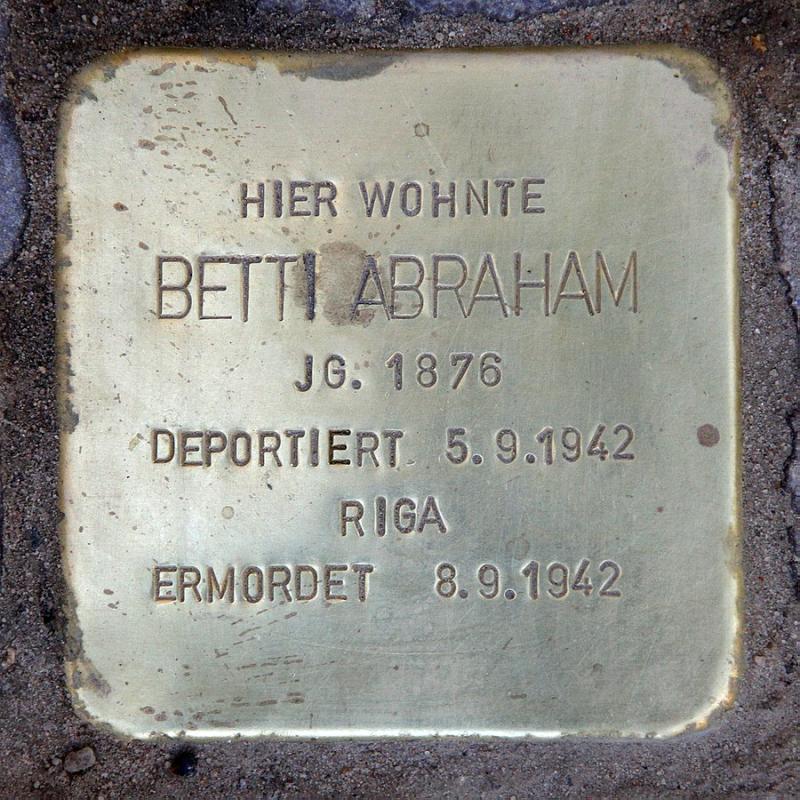 HIER WOHNTE
BETTI ABRAHAM
JG. 1876
DEPORTIERT 5.9.1942
RIGA
ERMORDET 8.9.1942